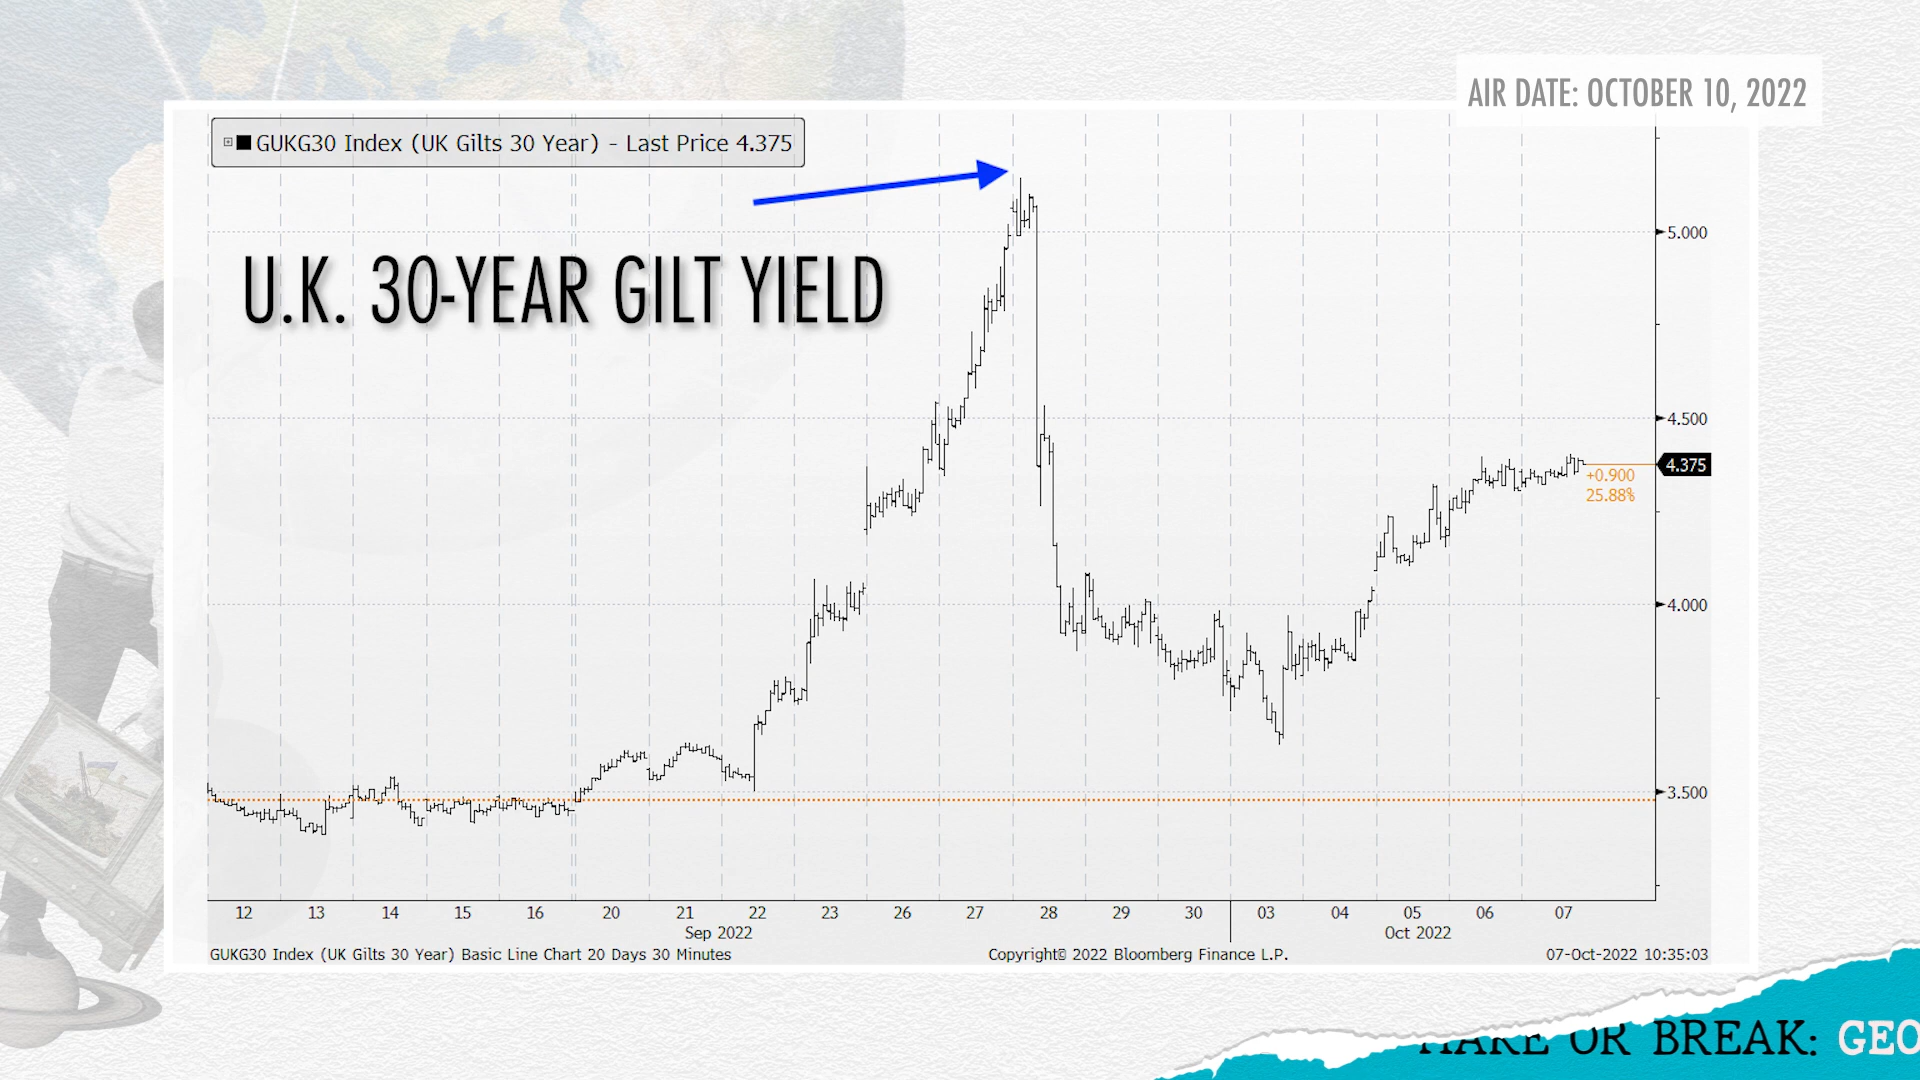 AIR DATE: OCTOBER 10, 2022
GUKG30 Index (UK Gilts 30 Year) - Last Price 4.375
U.K. 30-YEAR GILT YIELD
5.000
4.500
4.375
+0.900
25.88%
4.000
3.500
12 13 14 15 16 20 21 22 23 26 27 28 29 30 03 04 05 06 07
Sep 2022 Oct 2022
GUKG30 Index (UK Gilts 30 Year) Basic Line Chart 20 Days 30 Minutes Copyright© 2022 Bloomberg Finance L.P. 07-Oct-2022 10:35:03
OR BREAK: GEO